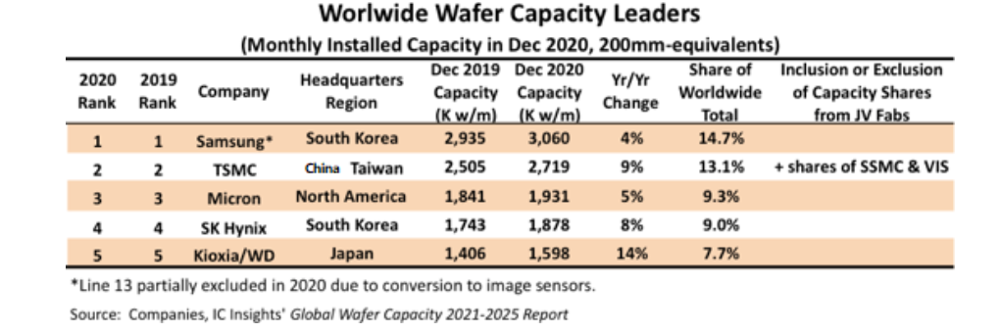 Worlwide Wafer Capacity Leaders
(Monthly Installed Capacity in Dec 2020, 200mm-equivalents)
2020 Rank 2019 Rank Company Headquarters Region Dec 2019 Capacity (K w/m) Dec 2020 Capacity (K w/m) Yr/Yr Change Share of Worldwide Total Inclusion or Exclusion of Capacity Shares from JV Fabs
1 1 Samsung* South Korea 2,935 3,060 4% 14.7%
2 2 TSMC China Taiwan 2,505 2,719 9% 13.1% + shares of SSMC & VIS
3 3 Micron North America 1,841 1,931 5% 9.3%
4 4 SK Hynix South Korea 1,743 1,878 8% 9.0%
5 5 Kioxia/WD Japan 1,406 1,598 14% 7.7%
*Line 13 partially excluded in 2020 due to conversion to image sensors.
Source: Companies, IC Insights' Global Wafer Capacity 2021-2025 Report